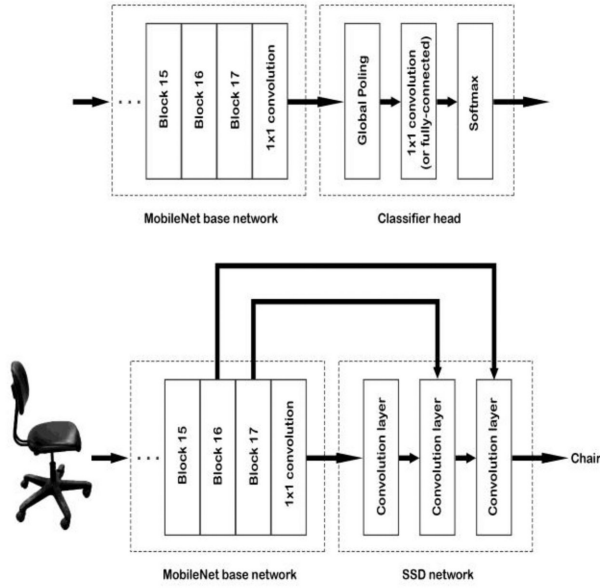 . . .
Block 15
Block 16
Block 17
1x1 convolution
Global Poling
1x1 convolution
(or fully-connected)
Softmax
MobileNet base network
Classifier head
. . .
Block 15
Block 16
Block 17
1x1 convolution
Convolution layer
Convolution layer
Convolution layer
Chair
MobileNet base network
SSD network